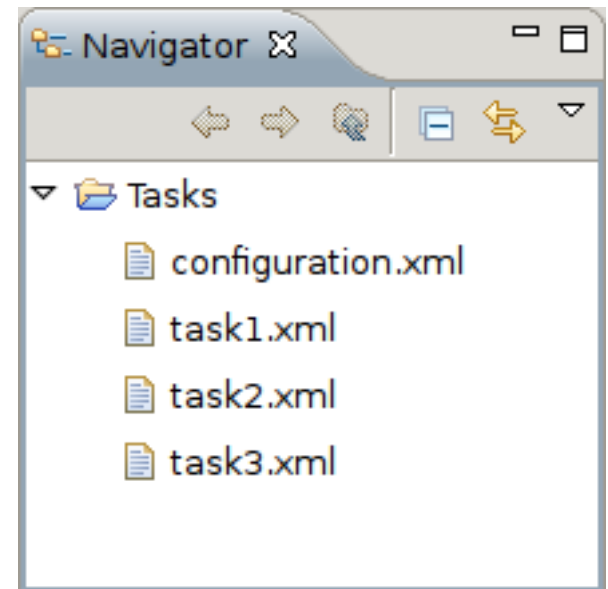 Navigator
Tasks
configuration.xml
task1.xml
task2.xml
task3.xml